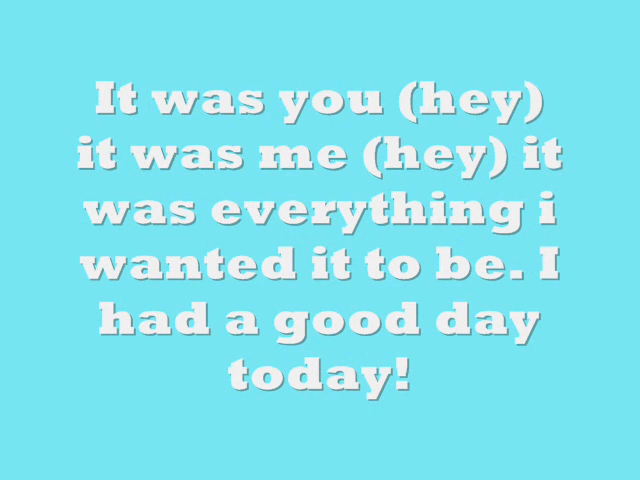 It was you (hey)
it was me (hey) it
was everything i
wanted it to be. I
had a good day
today!